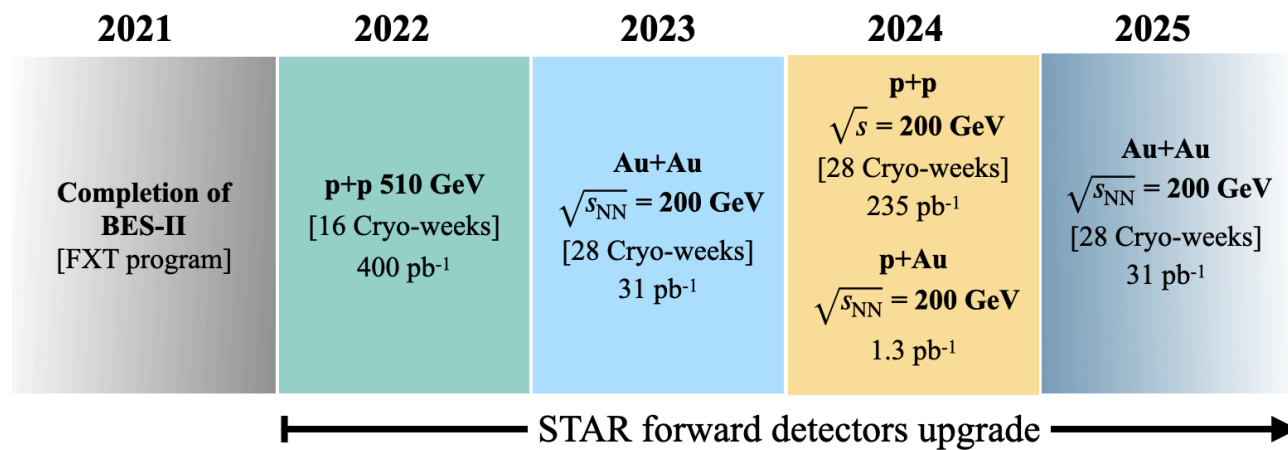 2021
Completion of
BES-II
[FXT program]
2022
p+p 510 GeV
[16 Cryo-weeks]
400 pb⁻¹
2023
Au+Au
√s_NN = 200 GeV
[28 Cryo-weeks]
31 pb⁻¹
2024
p+p
√s = 200 GeV
[28 Cryo-weeks]
235 pb⁻¹
p+Au
√s_NN = 200 GeV
1.3 pb⁻¹
2025
Au+Au
√s_NN = 200 GeV
[28 Cryo-weeks]
31 pb⁻¹
STAR forward detectors upgrade